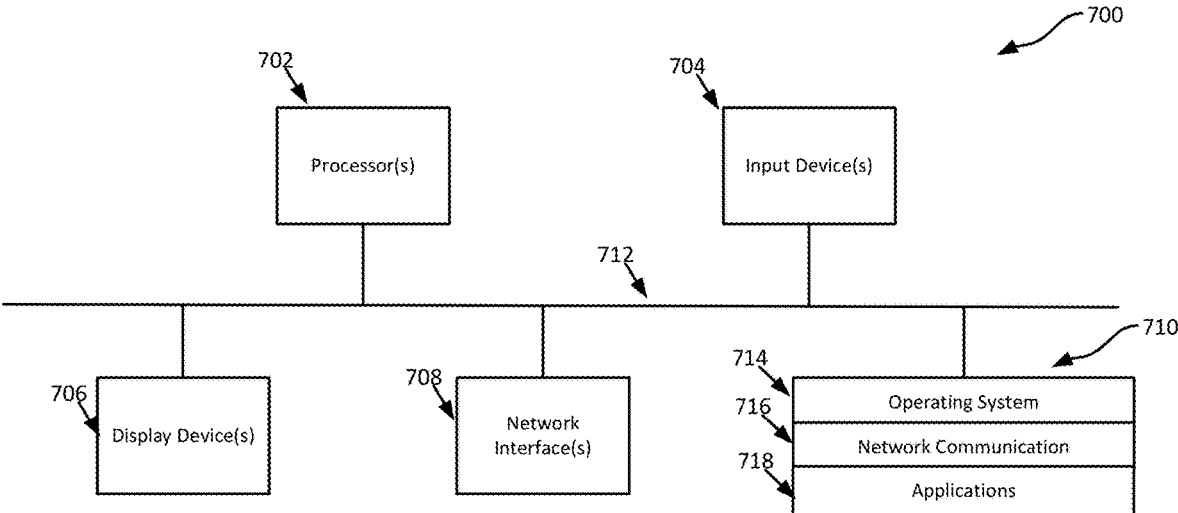 700
702
704
Processor(s)
Input Device(s)
712
710
714
706
708
Operating System
716
Display Device(s)
Network
Interface(s)
Network Communication
718
Applications